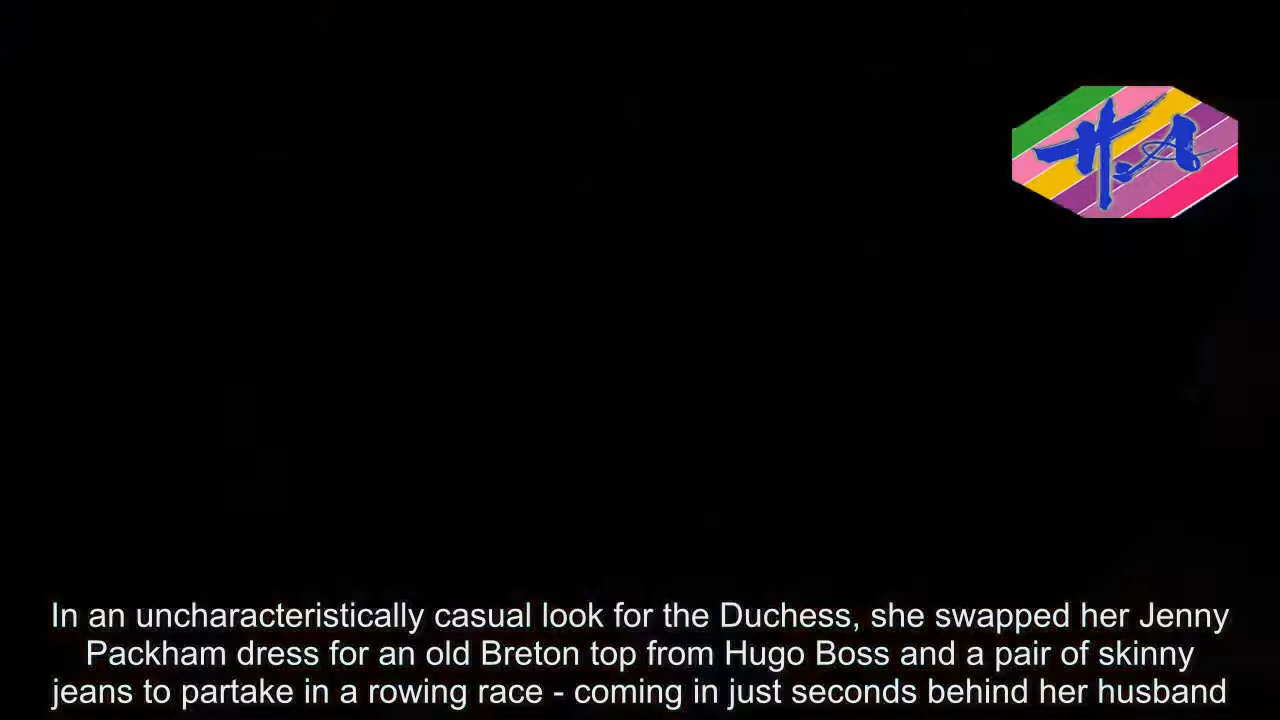 HA
In an uncharacteristically casual look for the Duchess, she swapped her Jenny
Packham dress for an old Breton top from Hugo Boss and a pair of skinny
jeans to partake in a rowing race - coming in just seconds behind her husband